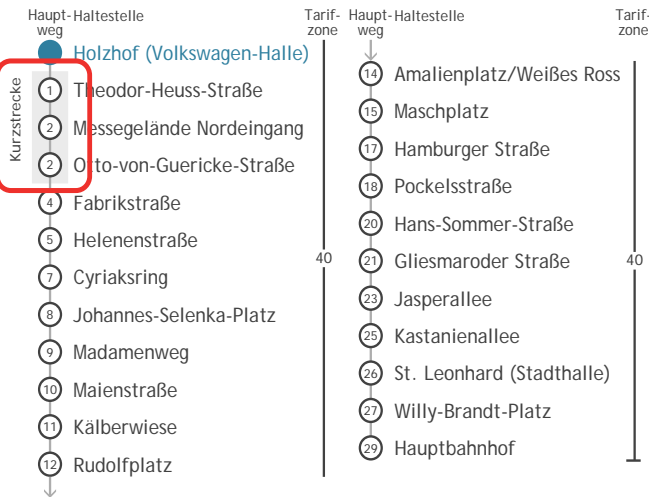 Haupt-
weg
Haltestelle
Tarif-
zone
Holzhof (Volkswagen-Halle)
Kurzstrecke
1 Theodor-Heuss-Straße
2 Messegelände Nordeingang
2 Otto-von-Guericke-Straße
4 Fabrikstraße
5 Helenenstraße
40
7 Cyriaksring
8 Johannes-Selenka-Platz
9 Madamenweg
10 Maienstraße
11 Kälberwiese
12 Rudolfplatz
Haupt-
weg
Haltestelle
Tarif-
zone
14 Amalienplatz/Weißes Ross
15 Maschplatz
17 Hamburger Straße
18 Pockelsstraße
20 Hans-Sommer-Straße
21 Gliesmaroder Straße
40
23 Jasperallee
25 Kastanienallee
26 St. Leonhard (Stadthalle)
27 Willy-Brandt-Platz
29 Hauptbahnhof